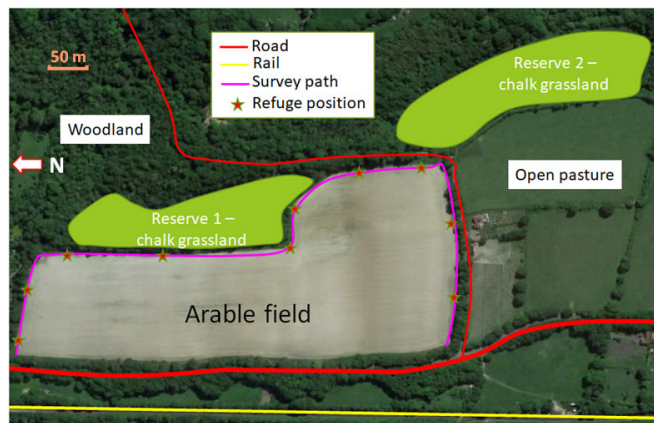 50 m
Road
Rail
Survey path
Refuge position
Reserve 2 –
chalk grassland
Woodland
N
Open pasture
Reserve 1 –
chalk grassland
Arable field